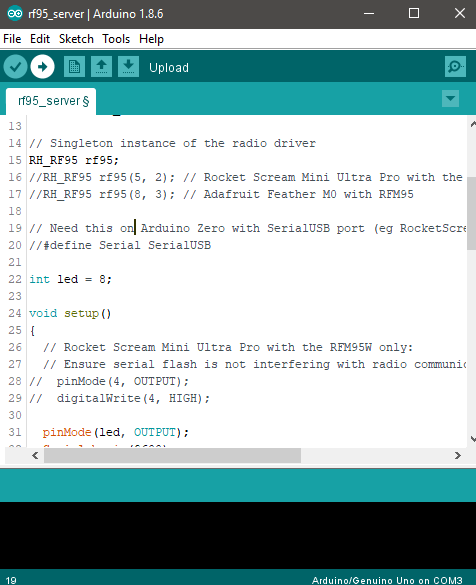 rf95_server | Arduino 1.8.6
File Edit Sketch Tools Help
Upload
rf95_server §
13
14 // Singleton instance of the radio driver
15 RH_RF95 rf95;
16 //RH_RF95 rf95(5, 2); // Rocket Scream Mini Ultra Pro with the
17 //RH_RF95 rf95(8, 3); // Adafruit Feather M0 with RFM95
18
19 // Need this on Arduino Zero with SerialUSB port (eg RocketScre
20 //#define Serial SerialUSB
21
22 int led = 8;
23
24 void setup()
25 {
26 // Rocket Scream Mini Ultra Pro with the RFM95W only:
27 // Ensure serial flash is not interfering with radio communic
28 // pinMode(4, OUTPUT);
29 // digitalWrite(4, HIGH);
30
31 pinMode(led, OUTPUT);
19 Arduino/Genuino Uno on COM3